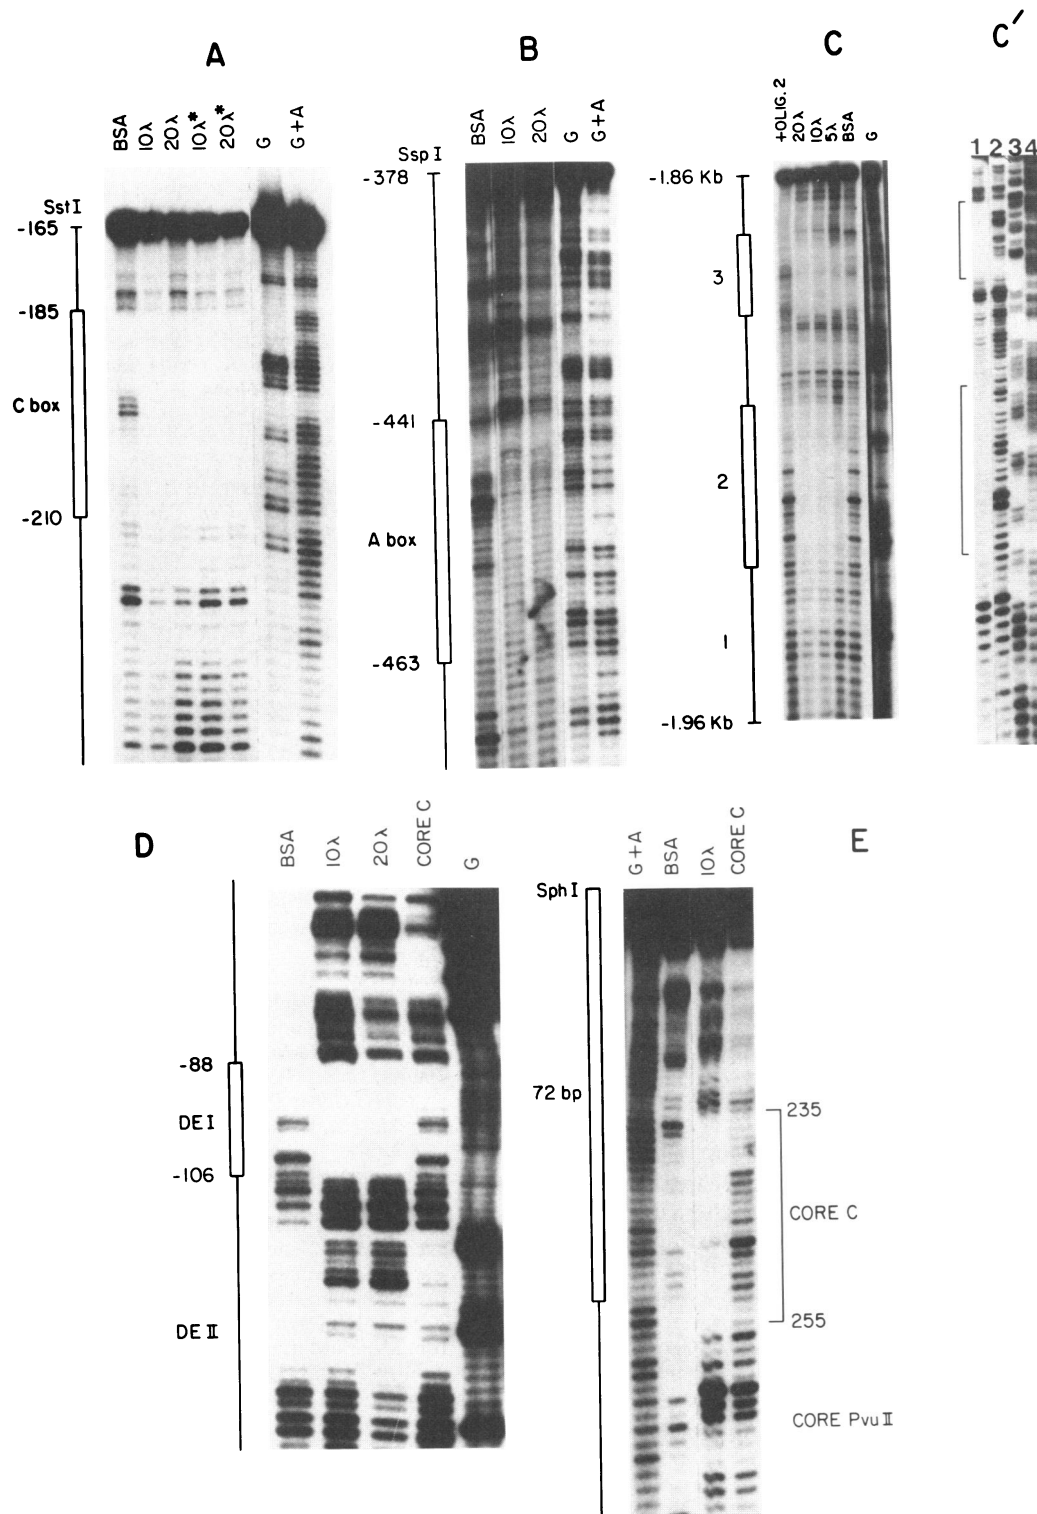 A
BSA
10λ
20λ
10λ*
20λ*
G
G+A
SstI
-165
-185
C box
-210
B
BSA
10λ
20λ
G
G+A
SspI
-378
-441
A box
-463
C
+OLIG. 2
20λ
10λ
5λ
BSA
G
-1.86 Kb
3
2
1
-1.96 Kb
C′
1 2 3 4
D
BSA
10λ
20λ
CORE C
G
-88
DE I
-106
DE II
E
G+A
BSA
10λ
CORE C
SphI
72 bp
235
CORE C
255
CORE PvuII